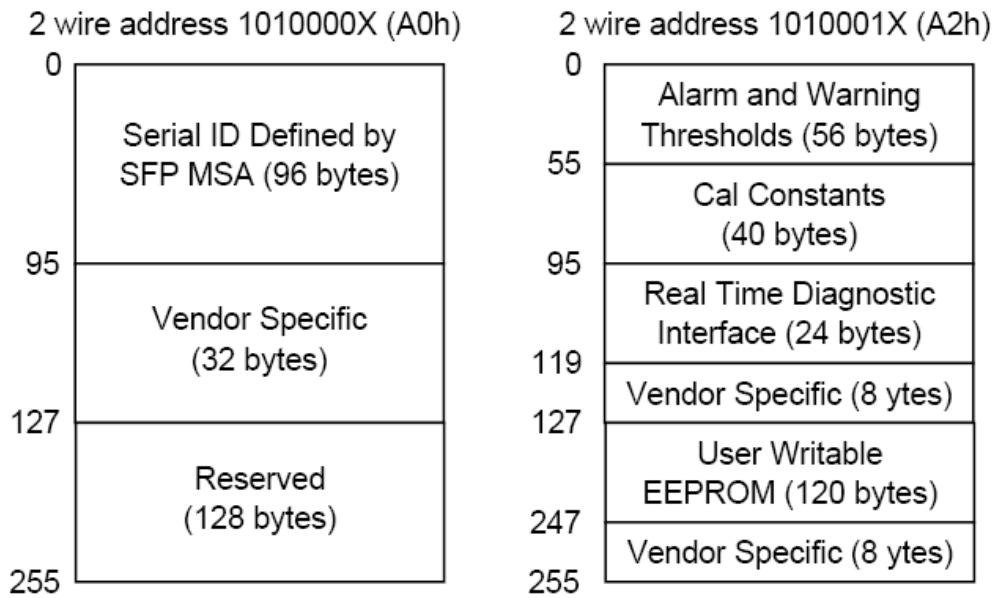 2 wire address 1010000X (A0h)
0
Serial ID Defined by
SFP MSA (96 bytes)
95
Vendor Specific
(32 bytes)
127
Reserved
(128 bytes)
255
2 wire address 1010001X (A2h)
0
Alarm and Warning
Thresholds (56 bytes)
55
Cal Constants
(40 bytes)
95
Real Time Diagnostic
Interface (24 bytes)
119
Vendor Specific (8 ytes)
127
User Writable
EEPROM (120 bytes)
247
Vendor Specific (8 ytes)
255